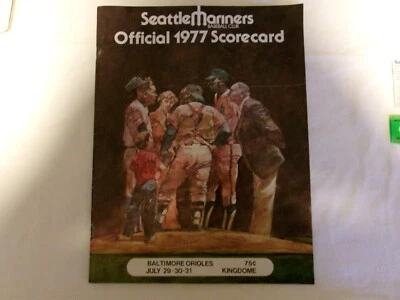 Seattle Mariners
BASEBALL CLUB
Official 1977 Scorecard
BALTIMORE ORIOLES 75¢
JULY 29-30-31 KINGDOME